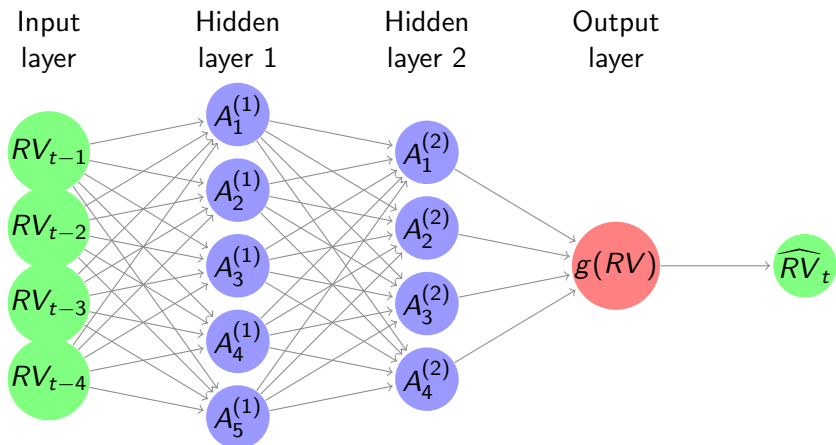 Input layer
Hidden layer 1
Hidden layer 2
Output layer
RV_{t−1}
RV_{t−2}
RV_{t−3}
RV_{t−4}
A_1^{(1)}
A_2^{(1)}
A_3^{(1)}
A_4^{(1)}
A_5^{(1)}
A_1^{(2)}
A_2^{(2)}
A_3^{(2)}
A_4^{(2)}
g(RV)
\widehat{RV}_t